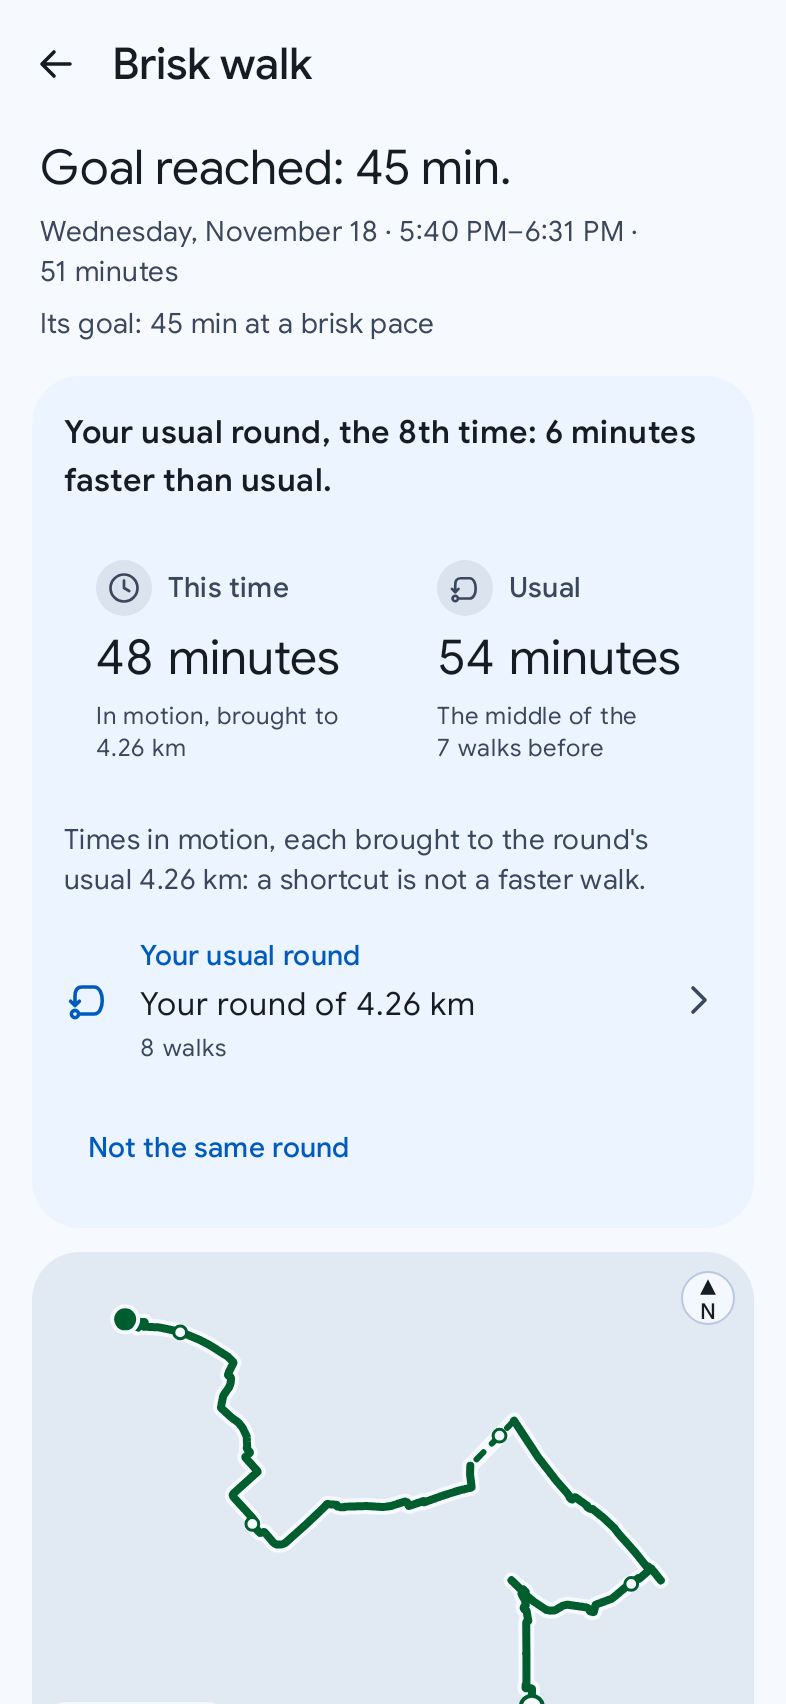 Brisk walk
Goal reached: 45 min.
Wednesday, November 18 · 5:40 PM–6:31 PM ·
51 minutes
Its goal: 45 min at a brisk pace
Your usual round, the 8th time: 6 minutes
faster than usual.
This time
48 minutes
In motion, brought to
4.26 km
Usual
54 minutes
The middle of the
7 walks before
Times in motion, each brought to the round's
usual 4.26 km: a shortcut is not a faster walk.
Your usual round
Your round of 4.26 km
8 walks
Not the same round
N